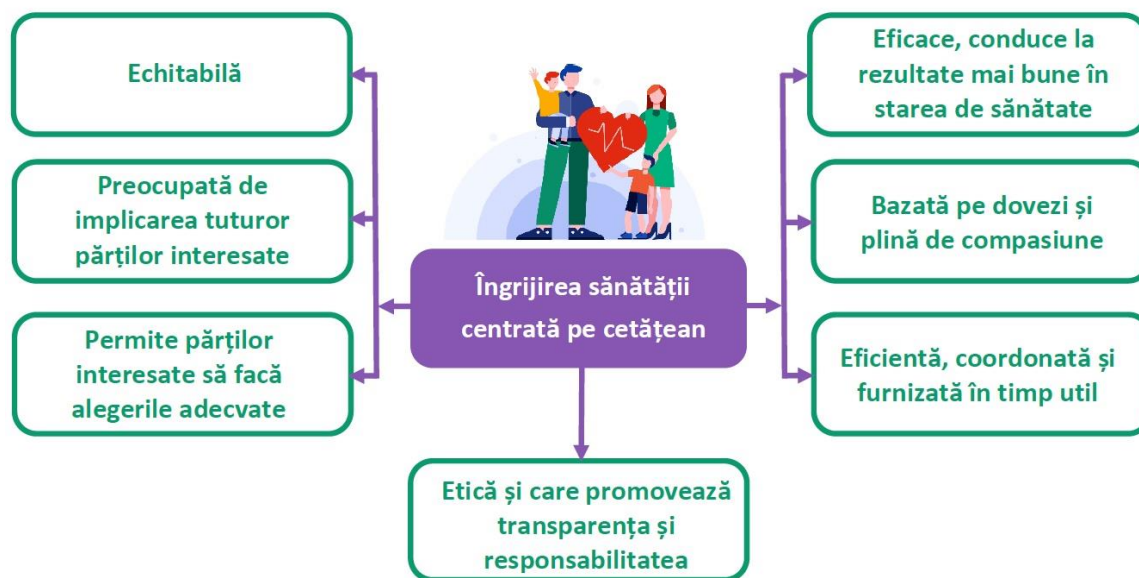 Echitabilă
Preocupată de
implicarea tuturor
părților interesate
Permite părților
interesate să facă
alegerile adecvate
Îngrijirea sănătății
centrată pe cetățean
Etică și care promovează
transparența și
responsabilitatea
Eficace, conduce la
rezultate mai bune în
starea de sănătate
Bazată pe dovezi și
plină de compasiune
Eficientă, coordonată și
furnizată în timp util